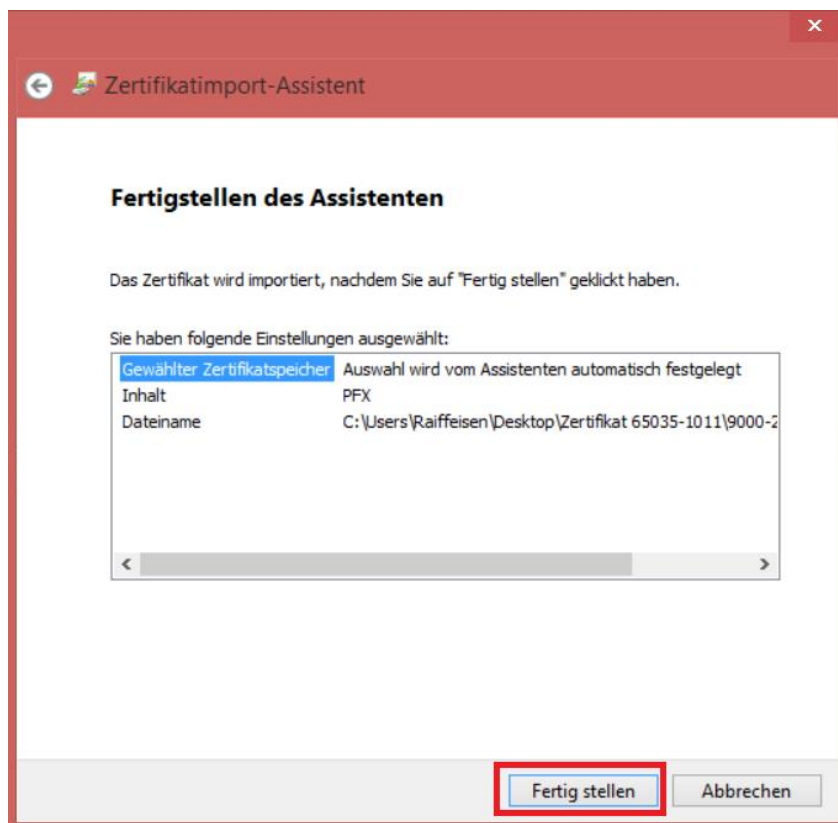 Zertifikatimport-Assistent
Fertigstellen des Assistenten
Das Zertifikat wird importiert, nachdem Sie auf "Fertig stellen" geklickt haben.
Sie haben folgende Einstellungen ausgewählt:
Gewählter Zertifikatspeicher Auswahl wird vom Assistenten automatisch festgelegt
Inhalt PFX
Dateiname C:\Users\Raiffeisen\Desktop\Zertifikat 65035-1011\9000-2
Fertig stellen Abbrechen